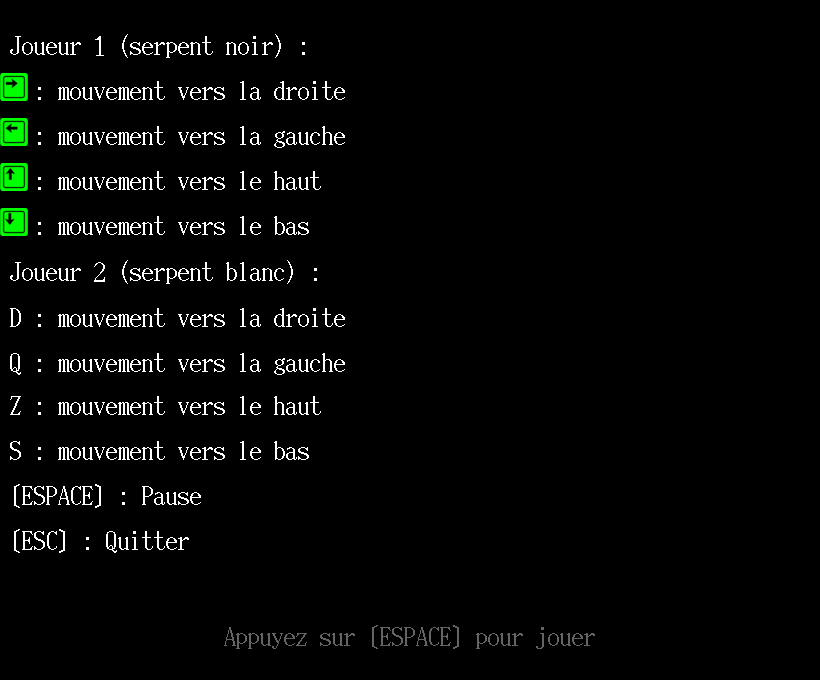 Joueur 1 (serpent noir) :
→ : mouvement vers la droite
← : mouvement vers la gauche
↑ : mouvement vers le haut
↓ : mouvement vers le bas
Joueur 2 (serpent blanc) :
D : mouvement vers la droite
Q : mouvement vers la gauche
Z : mouvement vers le haut
S : mouvement vers le bas
[ESPACE] : Pause
[ESC] : Quitter
Appuyez sur [ESPACE] pour jouer